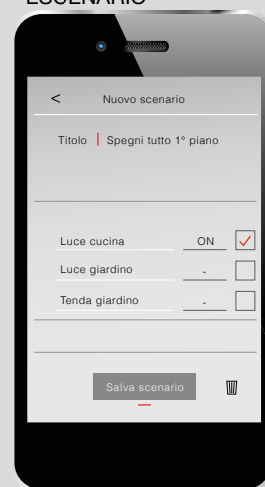 < Nuovo scenario
Titolo Spegni tutto 1° piano
Luce cucina ON
Luce giardino -
Tenda giardino -
Salva scenario